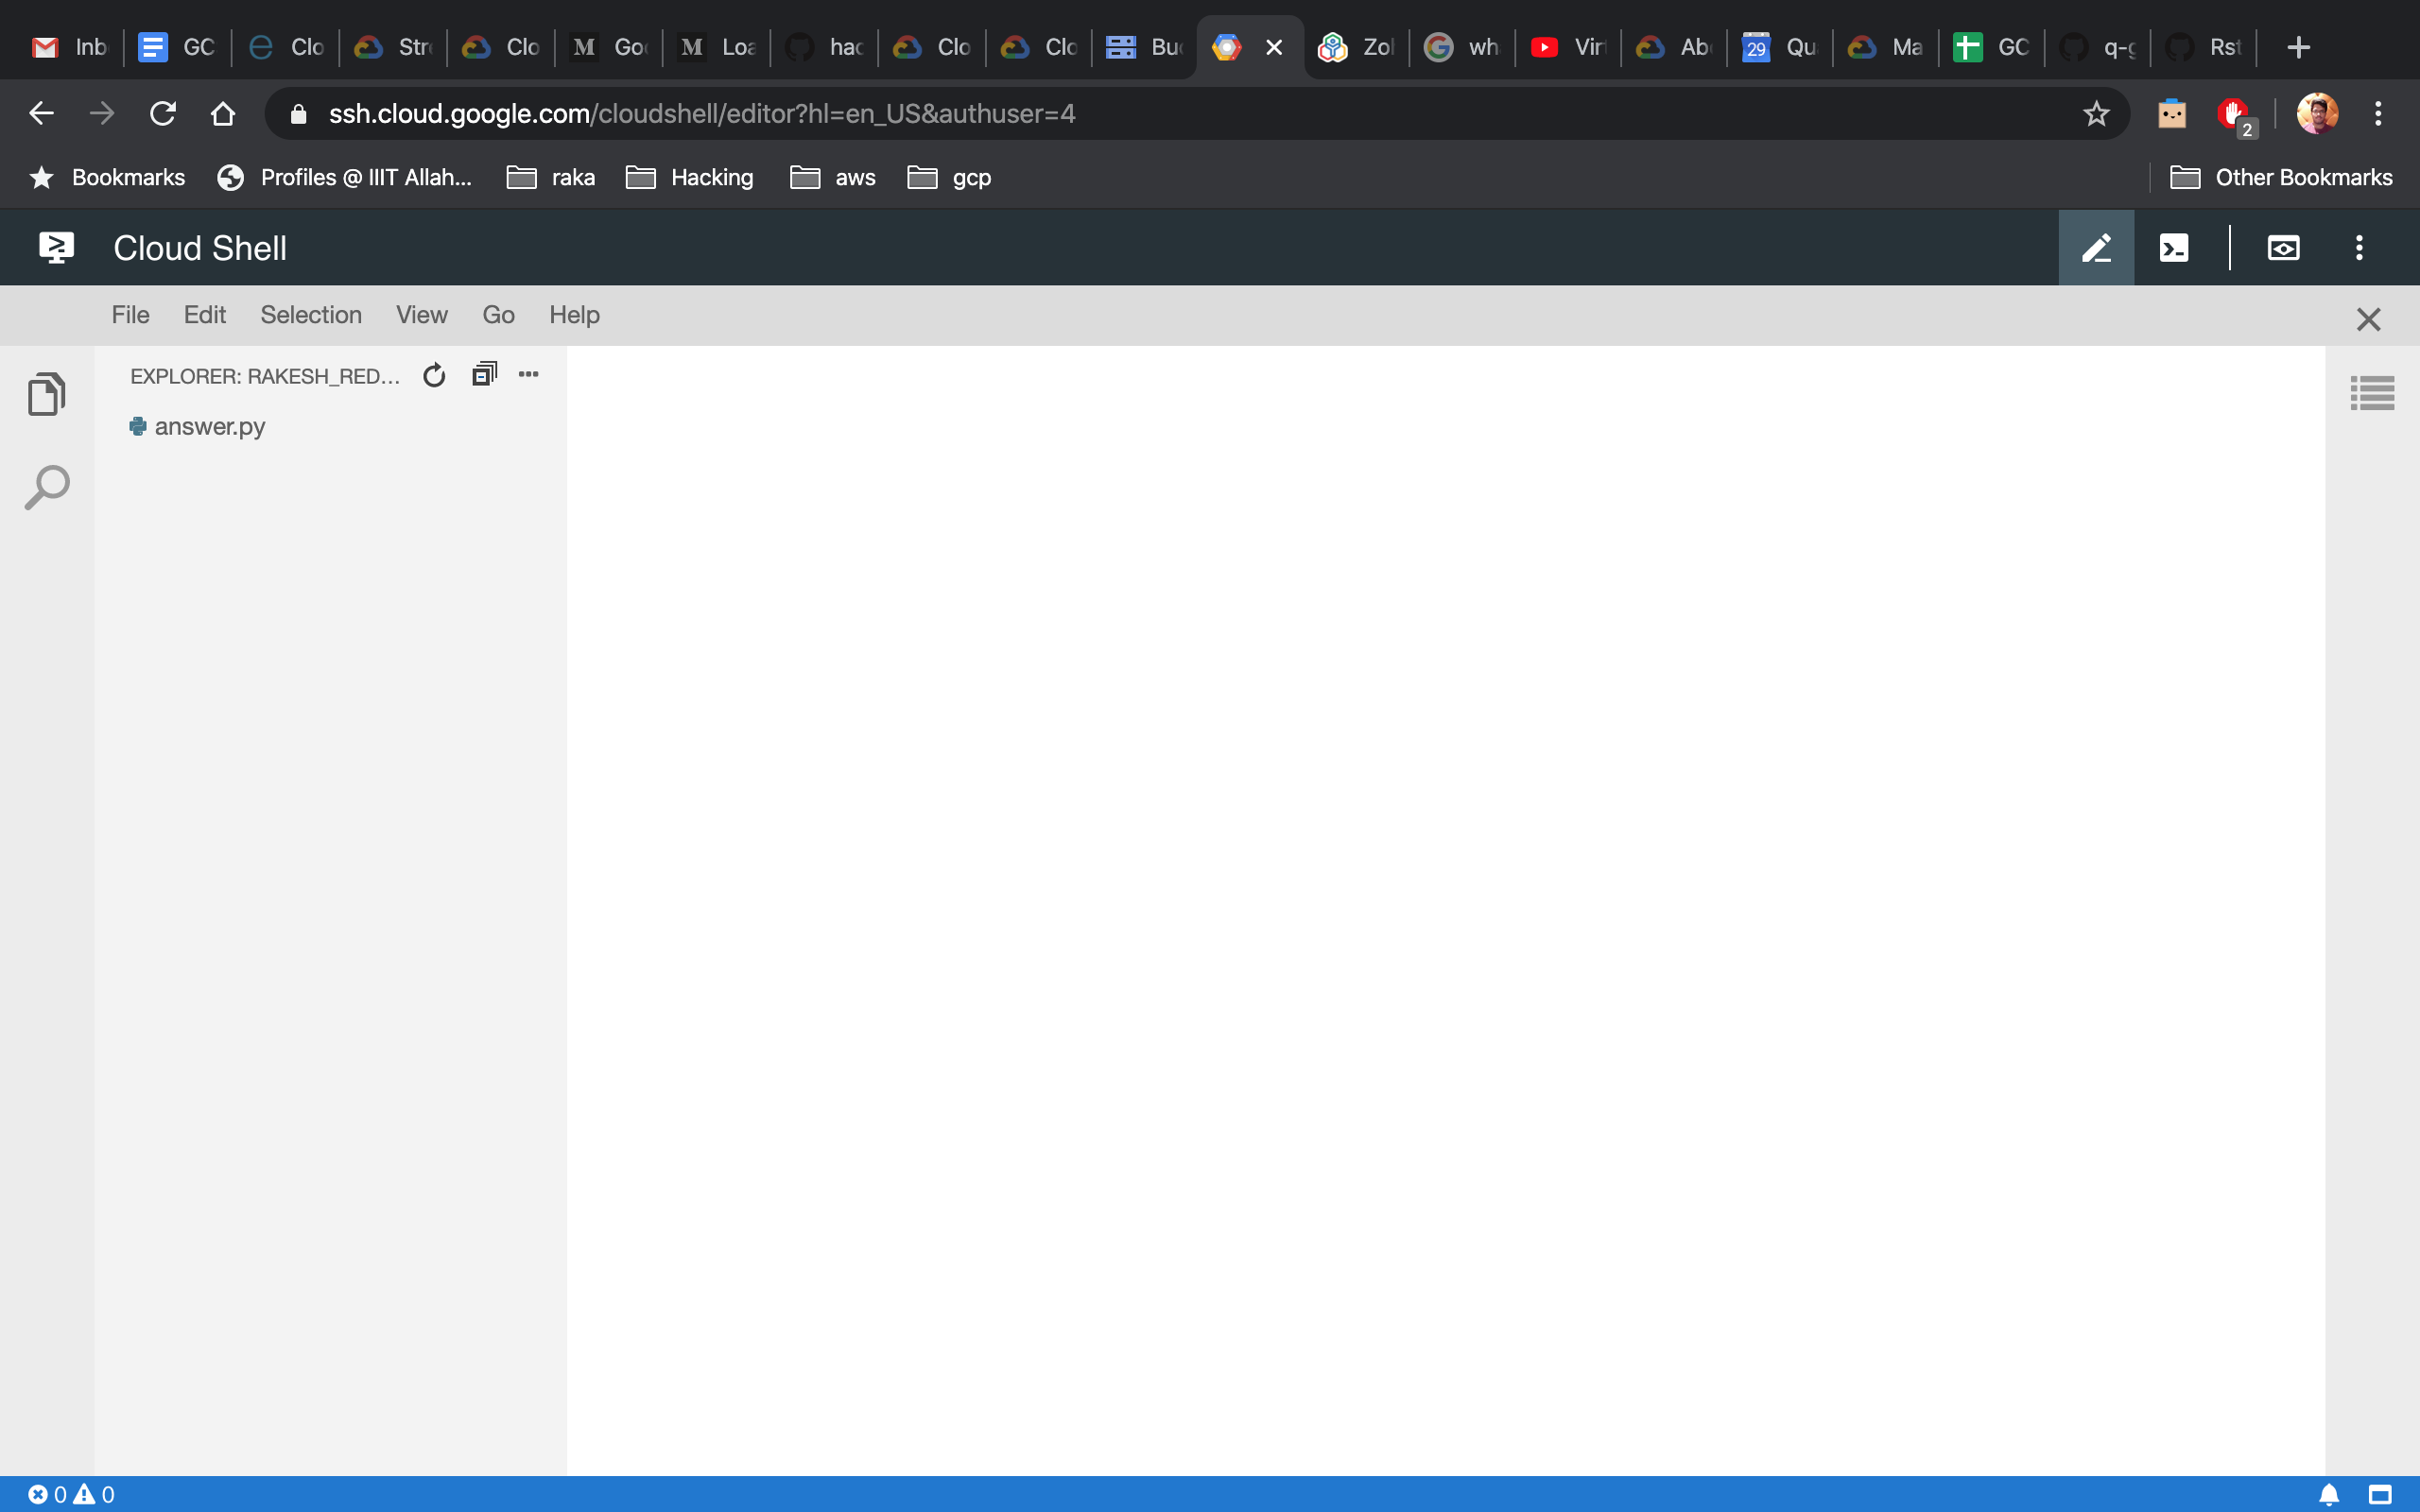 Inb GC Clo Str Clo Go Loa hac Clo Clo Bu Zol wh Vir Ab 29 Qu Ma GC q-g Rst
ssh.cloud.google.com/cloudshell/editor?hl=en_US&authuser=4 2
Bookmarks Profiles @ IIIT Allah... raka Hacking aws gcp Other Bookmarks
Cloud Shell
File Edit Selection View Go Help
EXPLORER: RAKESH_RED...
answer.py
0 0